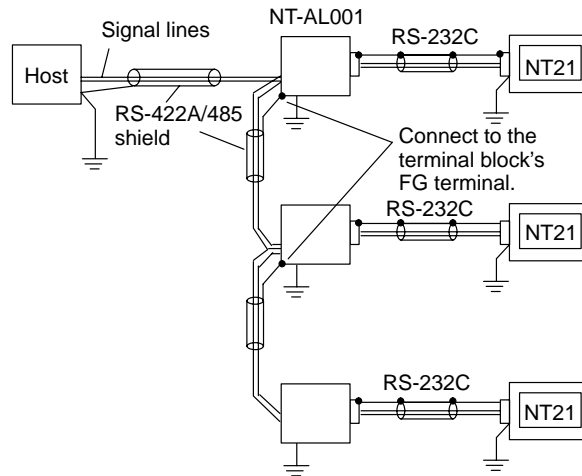 NT-AL001
Signal lines
RS-232C
Host
NT21
RS-422A/485
shield
Connect to the
terminal block's
FG terminal.
RS-232C
NT21
RS-232C
NT21